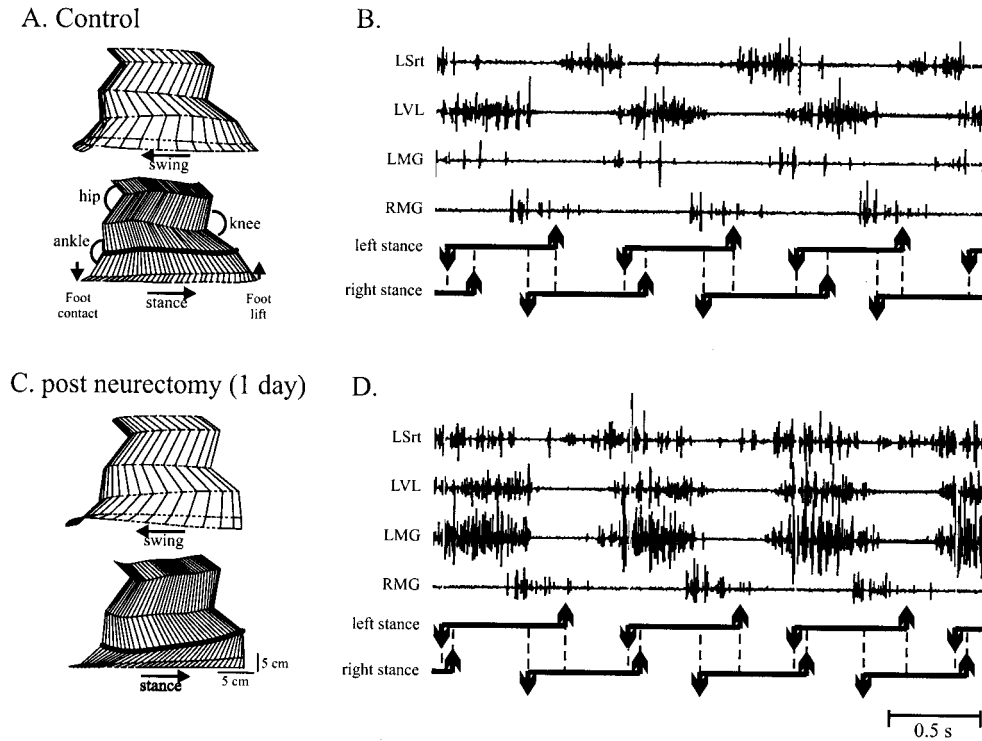 A. Control
swing
hip
knee
ankle
Foot
contact
stance
Foot
lift
B.
LSrt
LVL
LMG
RMG
left stance
right stance
C. post neurectomy (1 day)
swing
stance
5 cm
5 cm
D.
LSrt
LVL
LMG
RMG
left stance
right stance
0.5 s